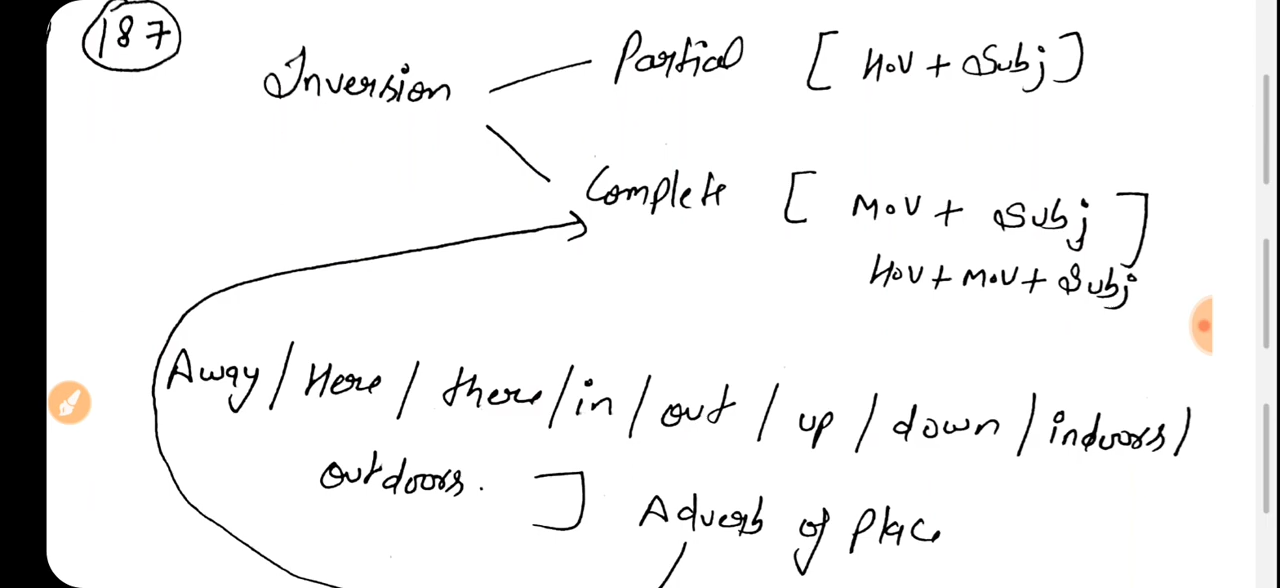 187
Inversion
Partial [ H.V + Subj ]
Complete [ M.V + Subj ]
H.V + M.V + Subj
Away / Here / there / in / out / up / down / indoors /
outdoors. ] Adverb of Place